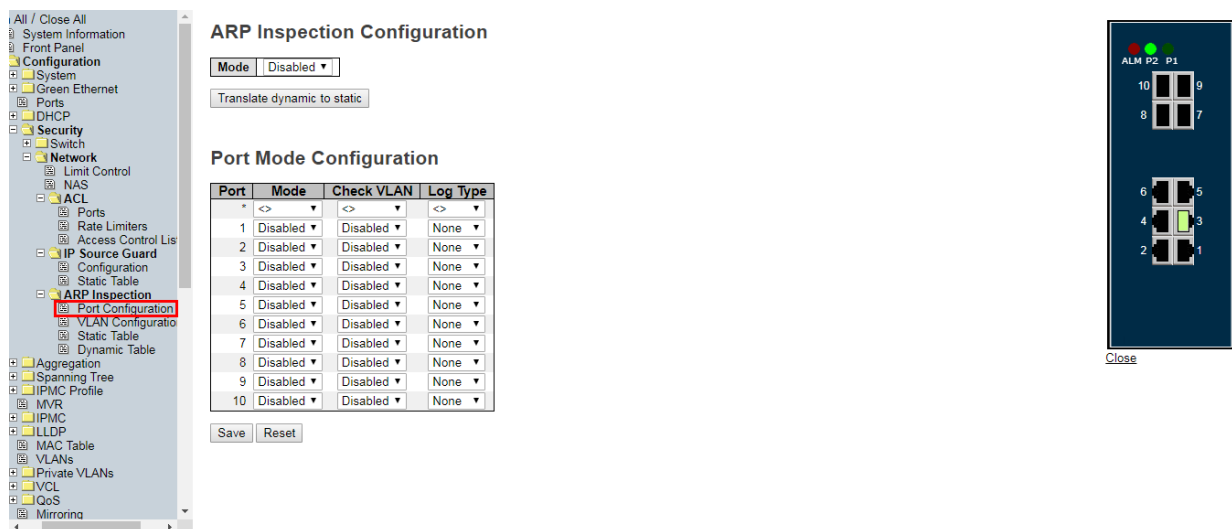 All / Close All
System Information
Front Panel
Configuration
System
Green Ethernet
Ports
DHCP
Security
Switch
Network
Limit Control
NAS
ACL
Ports
Rate Limiters
Access Control Lis
IP Source Guard
Configuration
Static Table
ARP Inspection
Port Configuration
VLAN Configuratio
Static Table
Dynamic Table
Aggregation
Spanning Tree
IPMC Profile
MVR
IPMC
LLDP
MAC Table
VLANs
Private VLANs
VCL
QoS
Mirroring
ARP Inspection Configuration
Mode Disabled
Translate dynamic to static
Port Mode Configuration
Port Mode Check VLAN Log Type
* <> <> <>
1 Disabled Disabled None
2 Disabled Disabled None
3 Disabled Disabled None
4 Disabled Disabled None
5 Disabled Disabled None
6 Disabled Disabled None
7 Disabled Disabled None
8 Disabled Disabled None
9 Disabled Disabled None
10 Disabled Disabled None
Save Reset
ALM P2 P1
10 9
8 7
6 5
4 3
2 1
Close